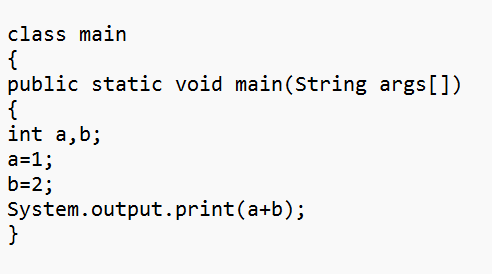 class main
{
public static void main(String args[])
{
int a,b;
a=1;
b=2;
System.output.print(a+b);
}